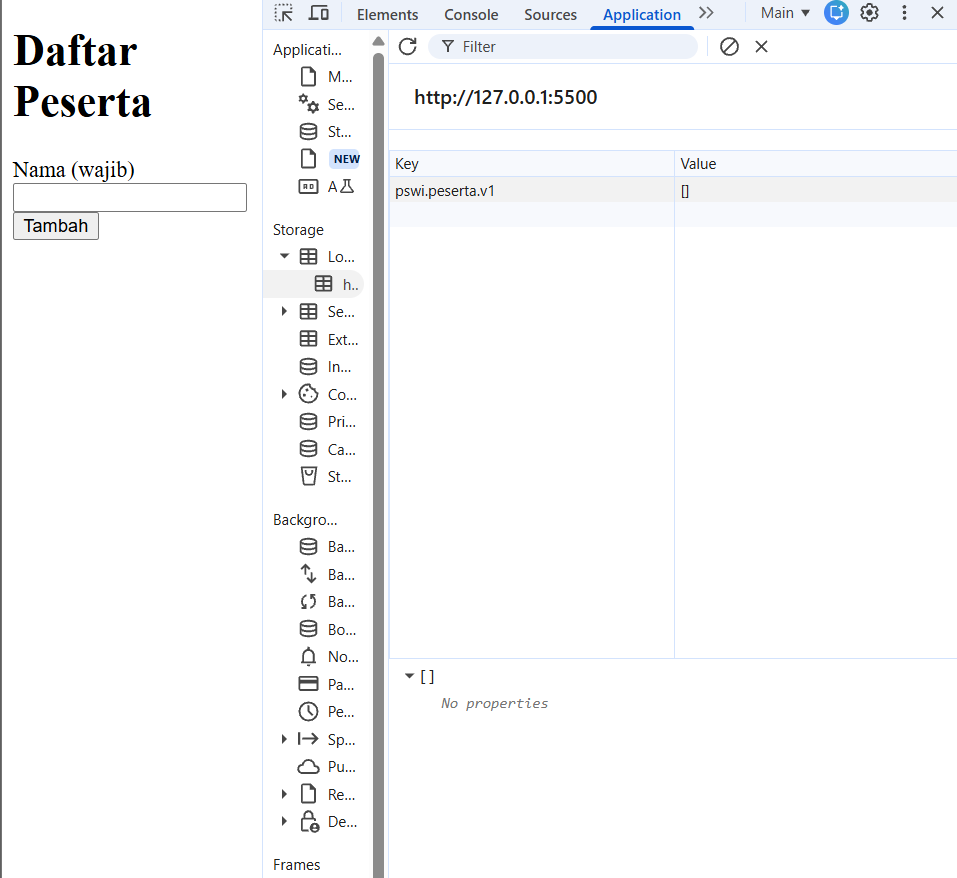 Daftar
Peserta
Nama (wajib)
Tambah
Elements Console Sources Application Main
Applicati...
M...
Se...
St...
NEW
A
Storage
Lo...
h..
Se...
Ext...
In...
Co...
Pri...
Ca...
St...
Backgro...
Ba...
Ba...
Ba...
Bo...
No...
Pa...
Pe...
Sp...
Pu...
Re...
De...
Frames
Filter
http://127.0.0.1:5500
Key Value
pswi.peserta.v1 []
[]
No properties